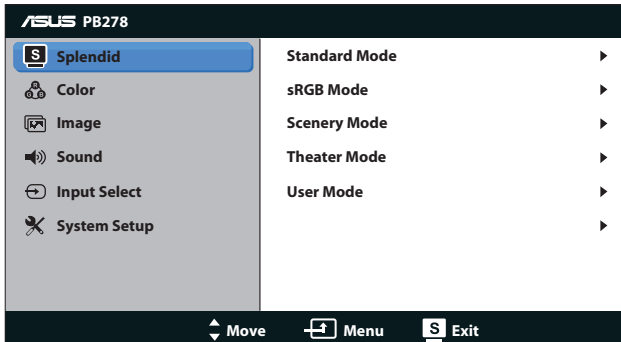 ASUS PB278
S Splendid
Color
Image
Sound
Input Select
System Setup
Standard Mode
sRGB Mode
Scenery Mode
Theater Mode
User Mode
Move Menu S Exit